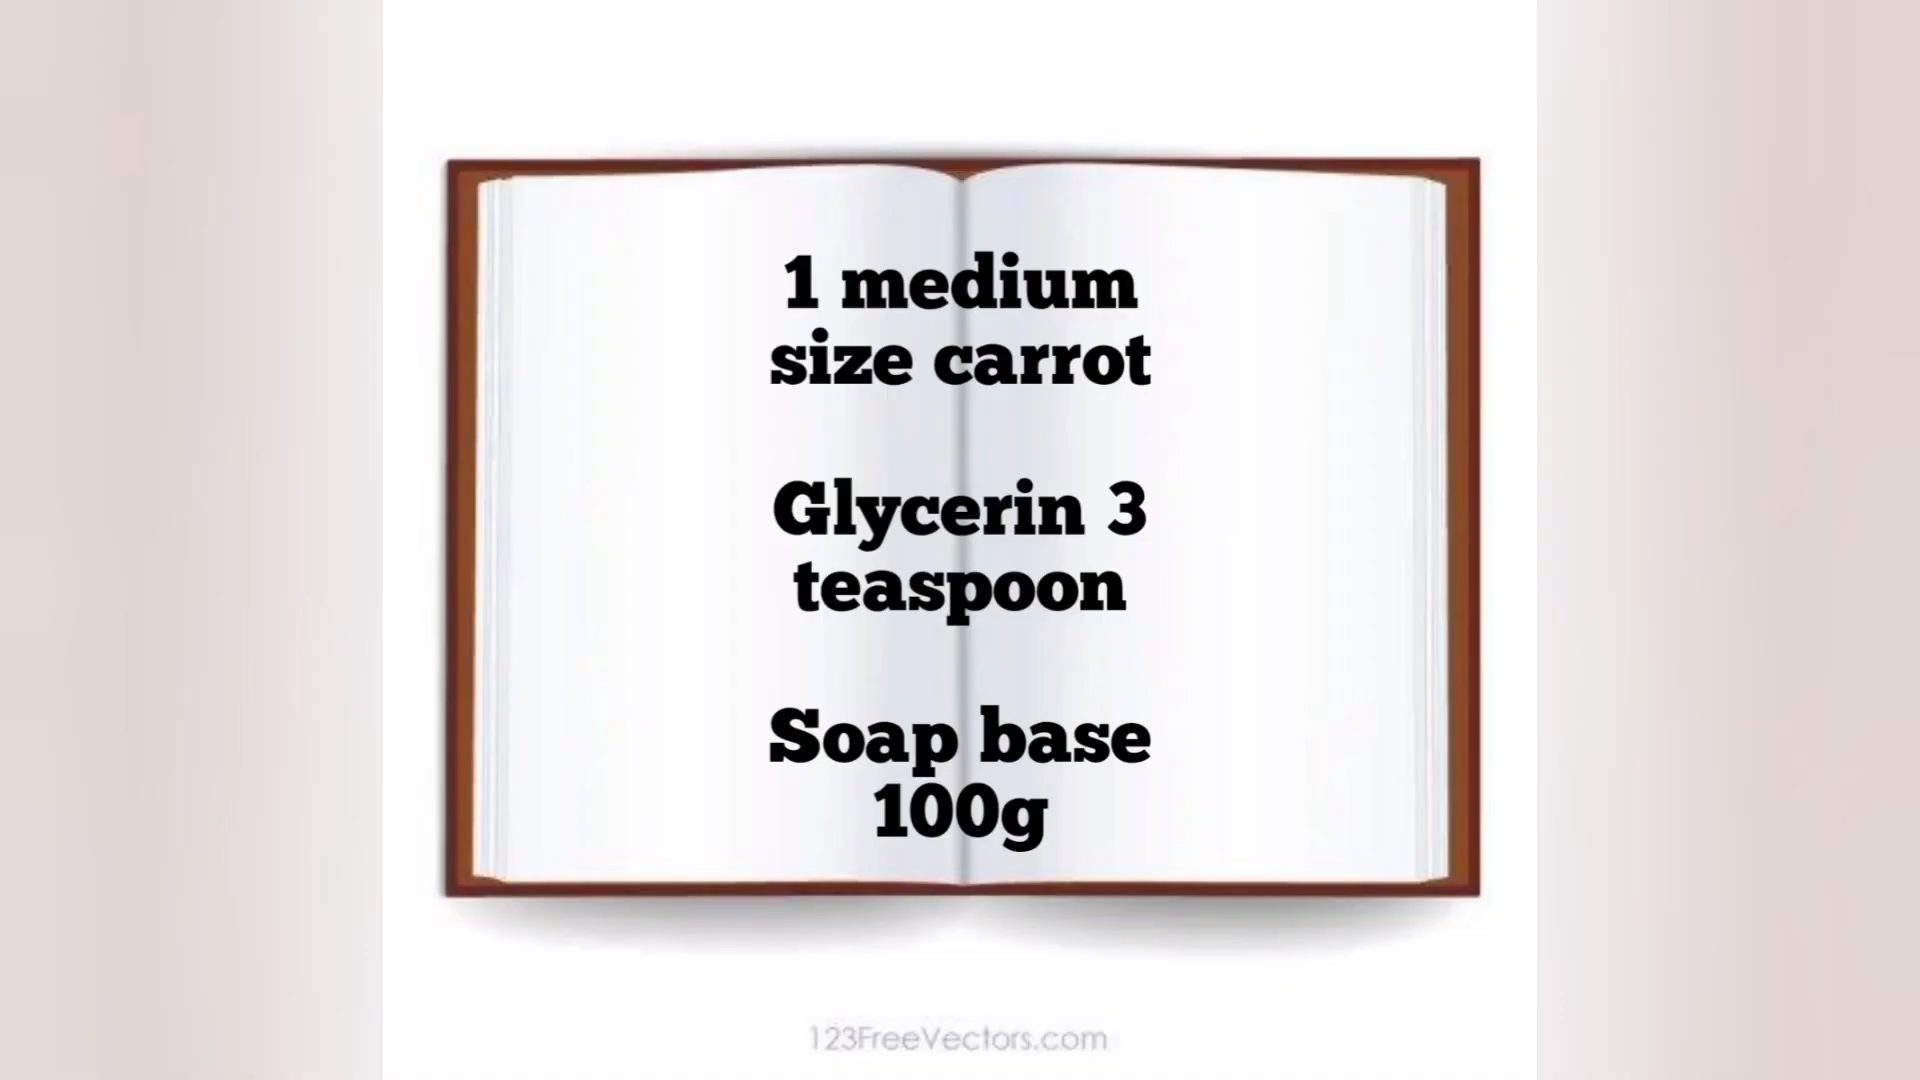 1 medium
size carrot
Glycerin 3
teaspoon
Soap base
100g
123FreeVectors.com